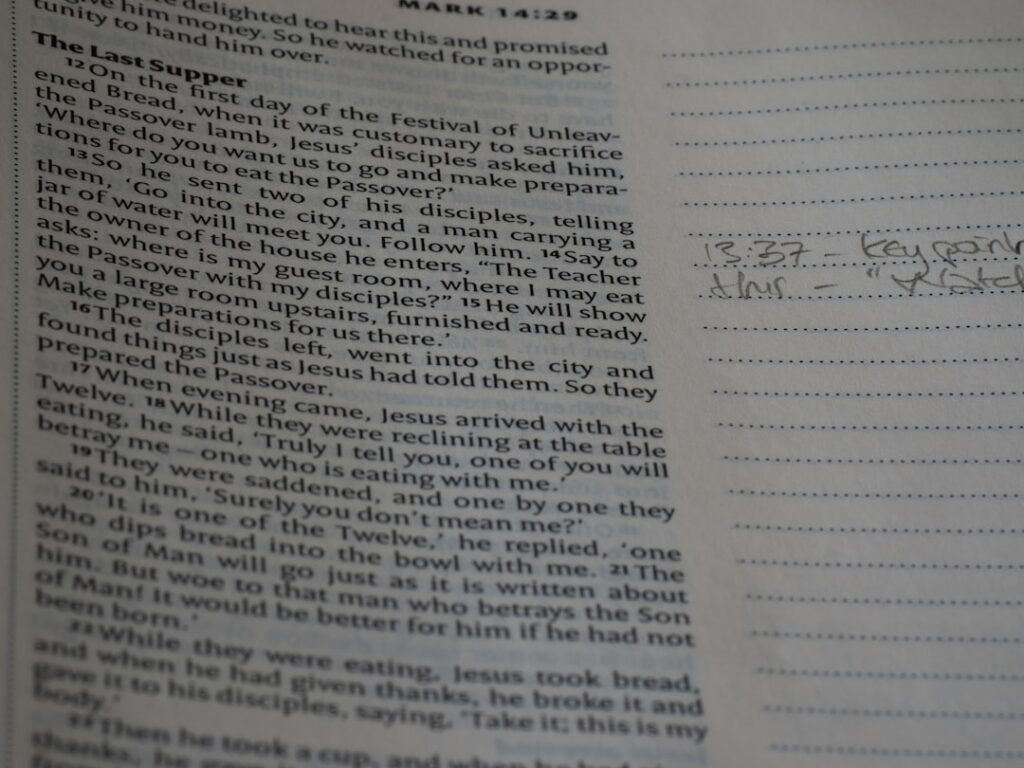 MARK 14:29
delighted to hear this and promised
give him money. So he watched for an oppor-
tunity to hand him over.
The Last Supper
12 On the first day of the Festival of Unleav-
ened Bread, when it was customary to sacrifice
the Passover lamb, Jesus’ disciples asked him,
‘Where do you want us to go and make prepara-
tions for you to eat the Passover?’
13 So he sent two of his disciples, telling
them, ‘Go into the city, and a man carrying a
jar of water will meet you. Follow him. 14 Say to
the owner of the house he enters, “The Teacher
asks: where is my guest room, where I may eat
the Passover with my disciples?” 15 He will show
you a large room upstairs, furnished and ready.
Make preparations for us there.’
16 The disciples left, went into the city and
found things just as Jesus had told them. So they
prepared the Passover.
17 When evening came, Jesus arrived with the
Twelve. 18 While they were reclining at the table
eating, he said, ‘Truly I tell you, one of you will
betray me – one who is eating with me.’
19 They were saddened, and one by one they
said to him, ‘Surely you don’t mean me?’
20 ‘It is one of the Twelve,’ he replied, ‘one
who dips bread into the bowl with me. 21 The
Son of Man will go just as it is written about
him. But woe to that man who betrays the Son
of Man! It would be better for him if he had not
been born.’
22 While they were eating, Jesus took bread,
and when he had given thanks, he broke it and
gave it to his disciples, saying, ‘Take it; this is my
body.’
23 Then he took a cup, and when he had
thanks, he
13:37 – key point
this – “Watch